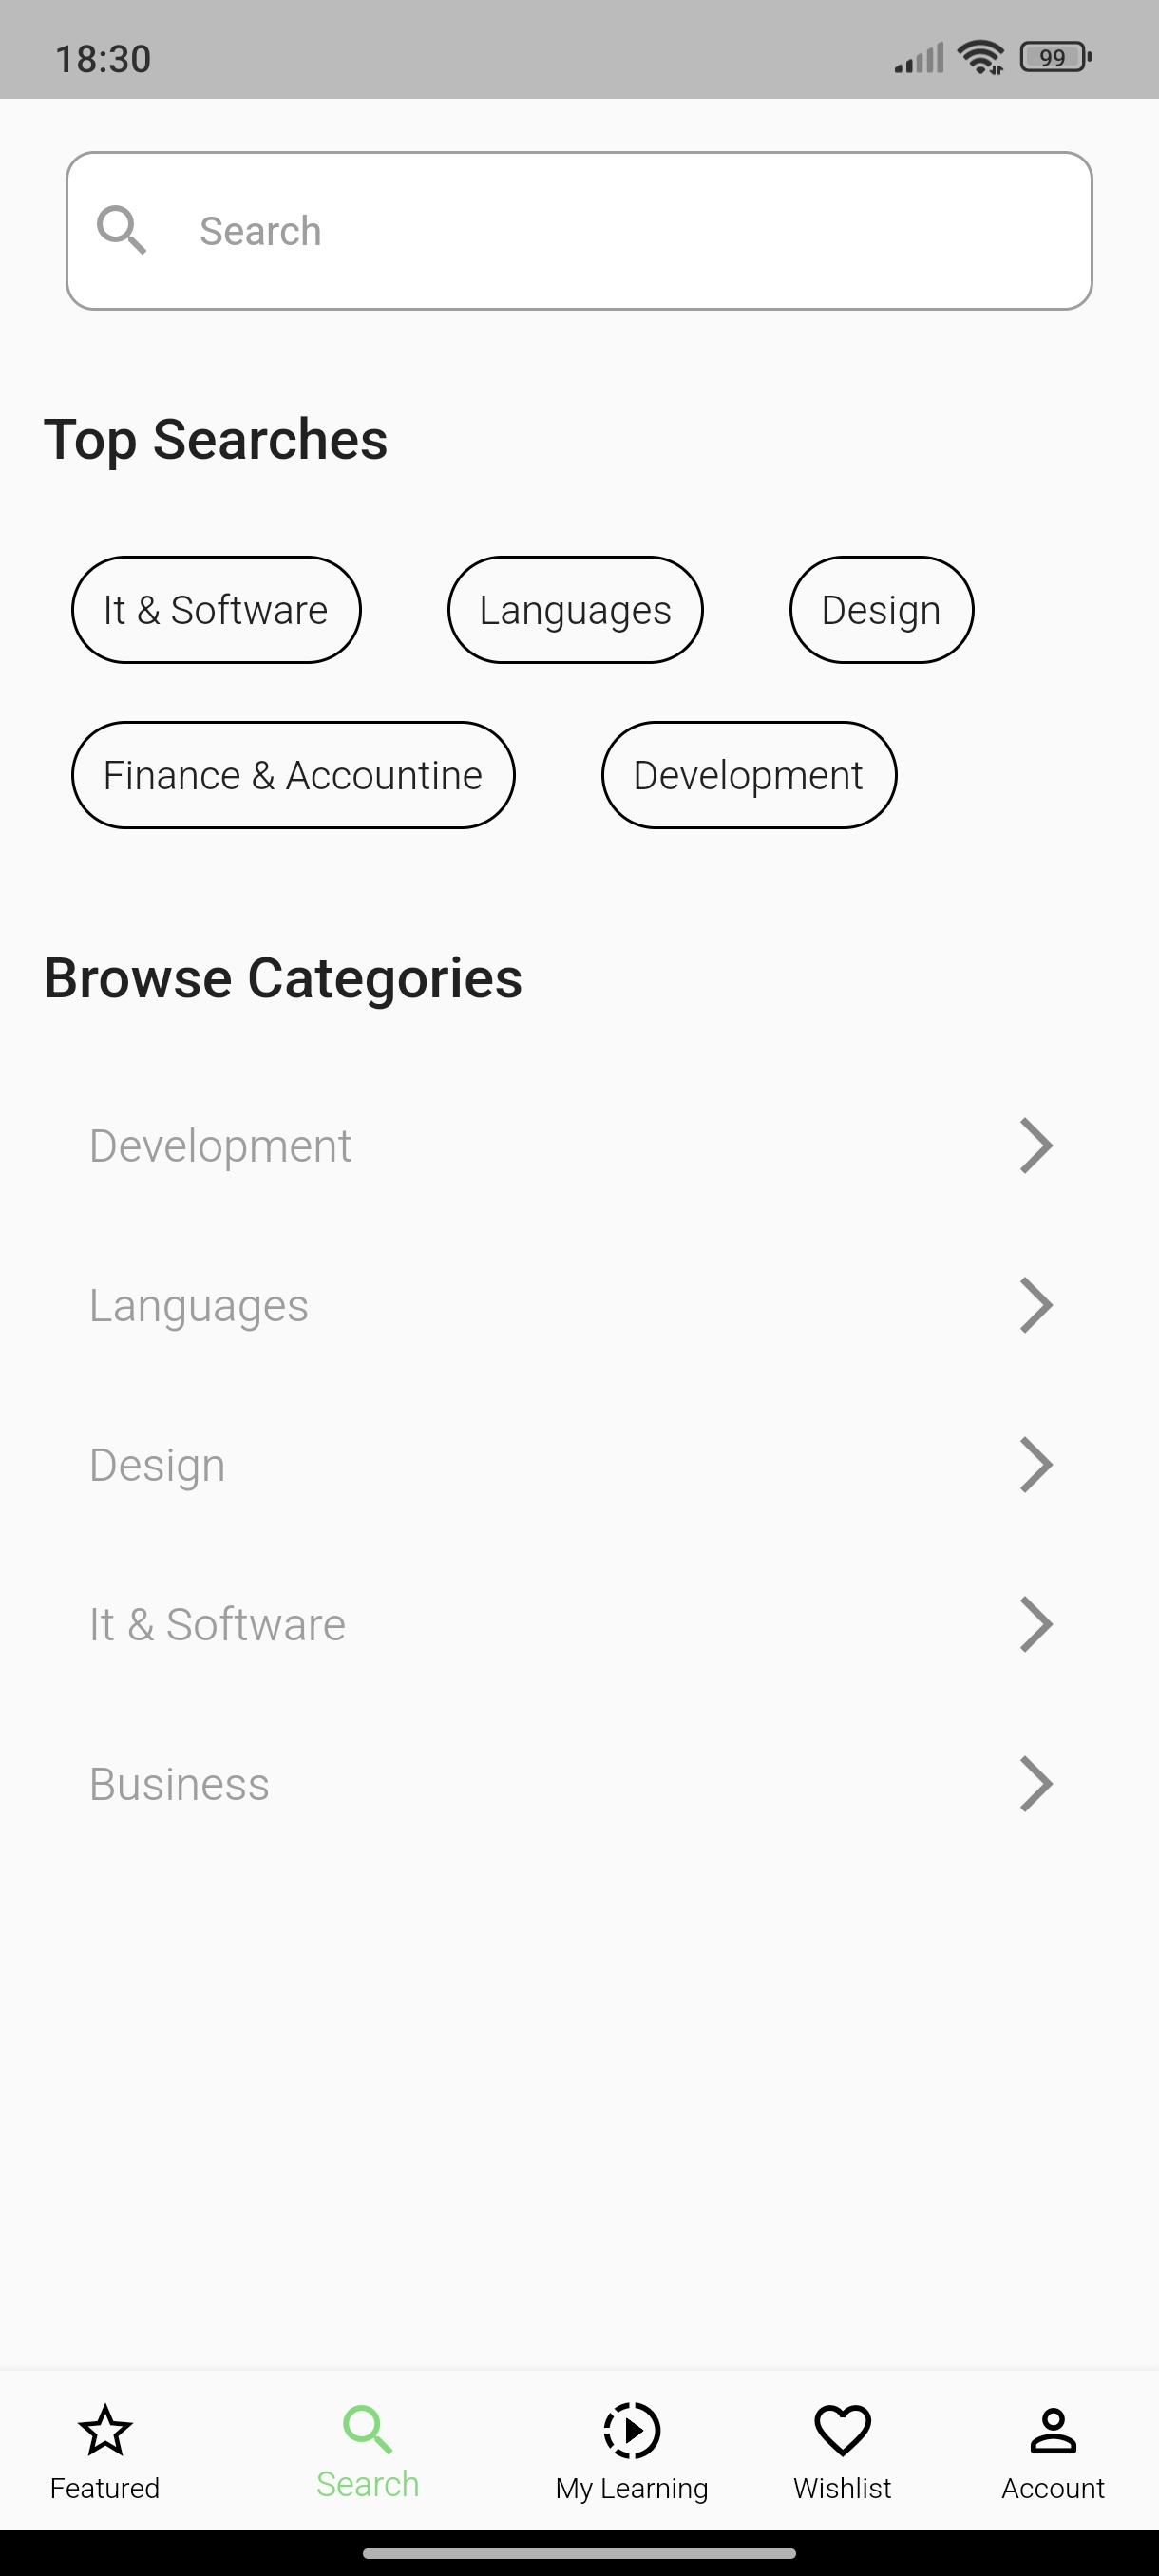 18:30
99
Search
Top Searches
It & Software Languages Design
Finance & Accountine Development
Browse Categories
Development
Languages
Design
It & Software
Business
Featured Search My Learning Wishlist Account